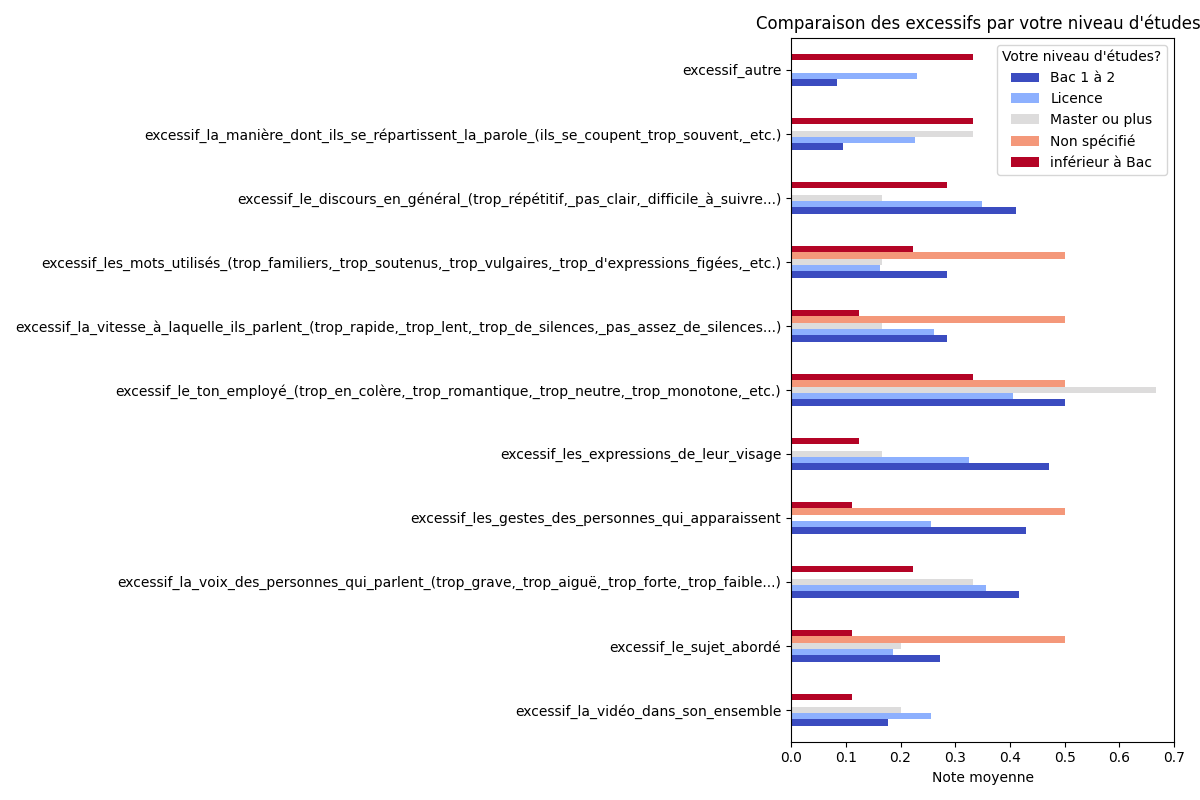 Comparaison des excessifs par votre niveau d'études
Votre niveau d'études?
Bac 1 à 2
Licence
Master ou plus
Non spécifié
inférieur à Bac
excessif_autre
excessif_la_manière_dont_ils_se_répartissent_la_parole_(ils_se_coupent_trop_souvent,_etc.)
excessif_le_discours_en_général_(trop_répétitif,_pas_clair,_difficile_à_suivre...)
excessif_les_mots_utilisés_(trop_familiers,_trop_soutenus,_trop_vulgaires,_trop_d'expressions_figées,_etc.)
excessif_la_vitesse_à_laquelle_ils_parlent_(trop_rapide,_trop_lent,_trop_de_silences,_pas_assez_de_silences...)
excessif_le_ton_employé_(trop_en_colère,_trop_romantique,_trop_neutre,_trop_monotone,_etc.)
excessif_les_expressions_de_leur_visage
excessif_les_gestes_des_personnes_qui_apparaissent
excessif_la_voix_des_personnes_qui_parlent_(trop_grave,_trop_aiguë,_trop_forte,_trop_faible...)
excessif_le_sujet_abordé
excessif_la_vidéo_dans_son_ensemble
0.0 0.1 0.2 0.3 0.4 0.5 0.6 0.7
Note moyenne